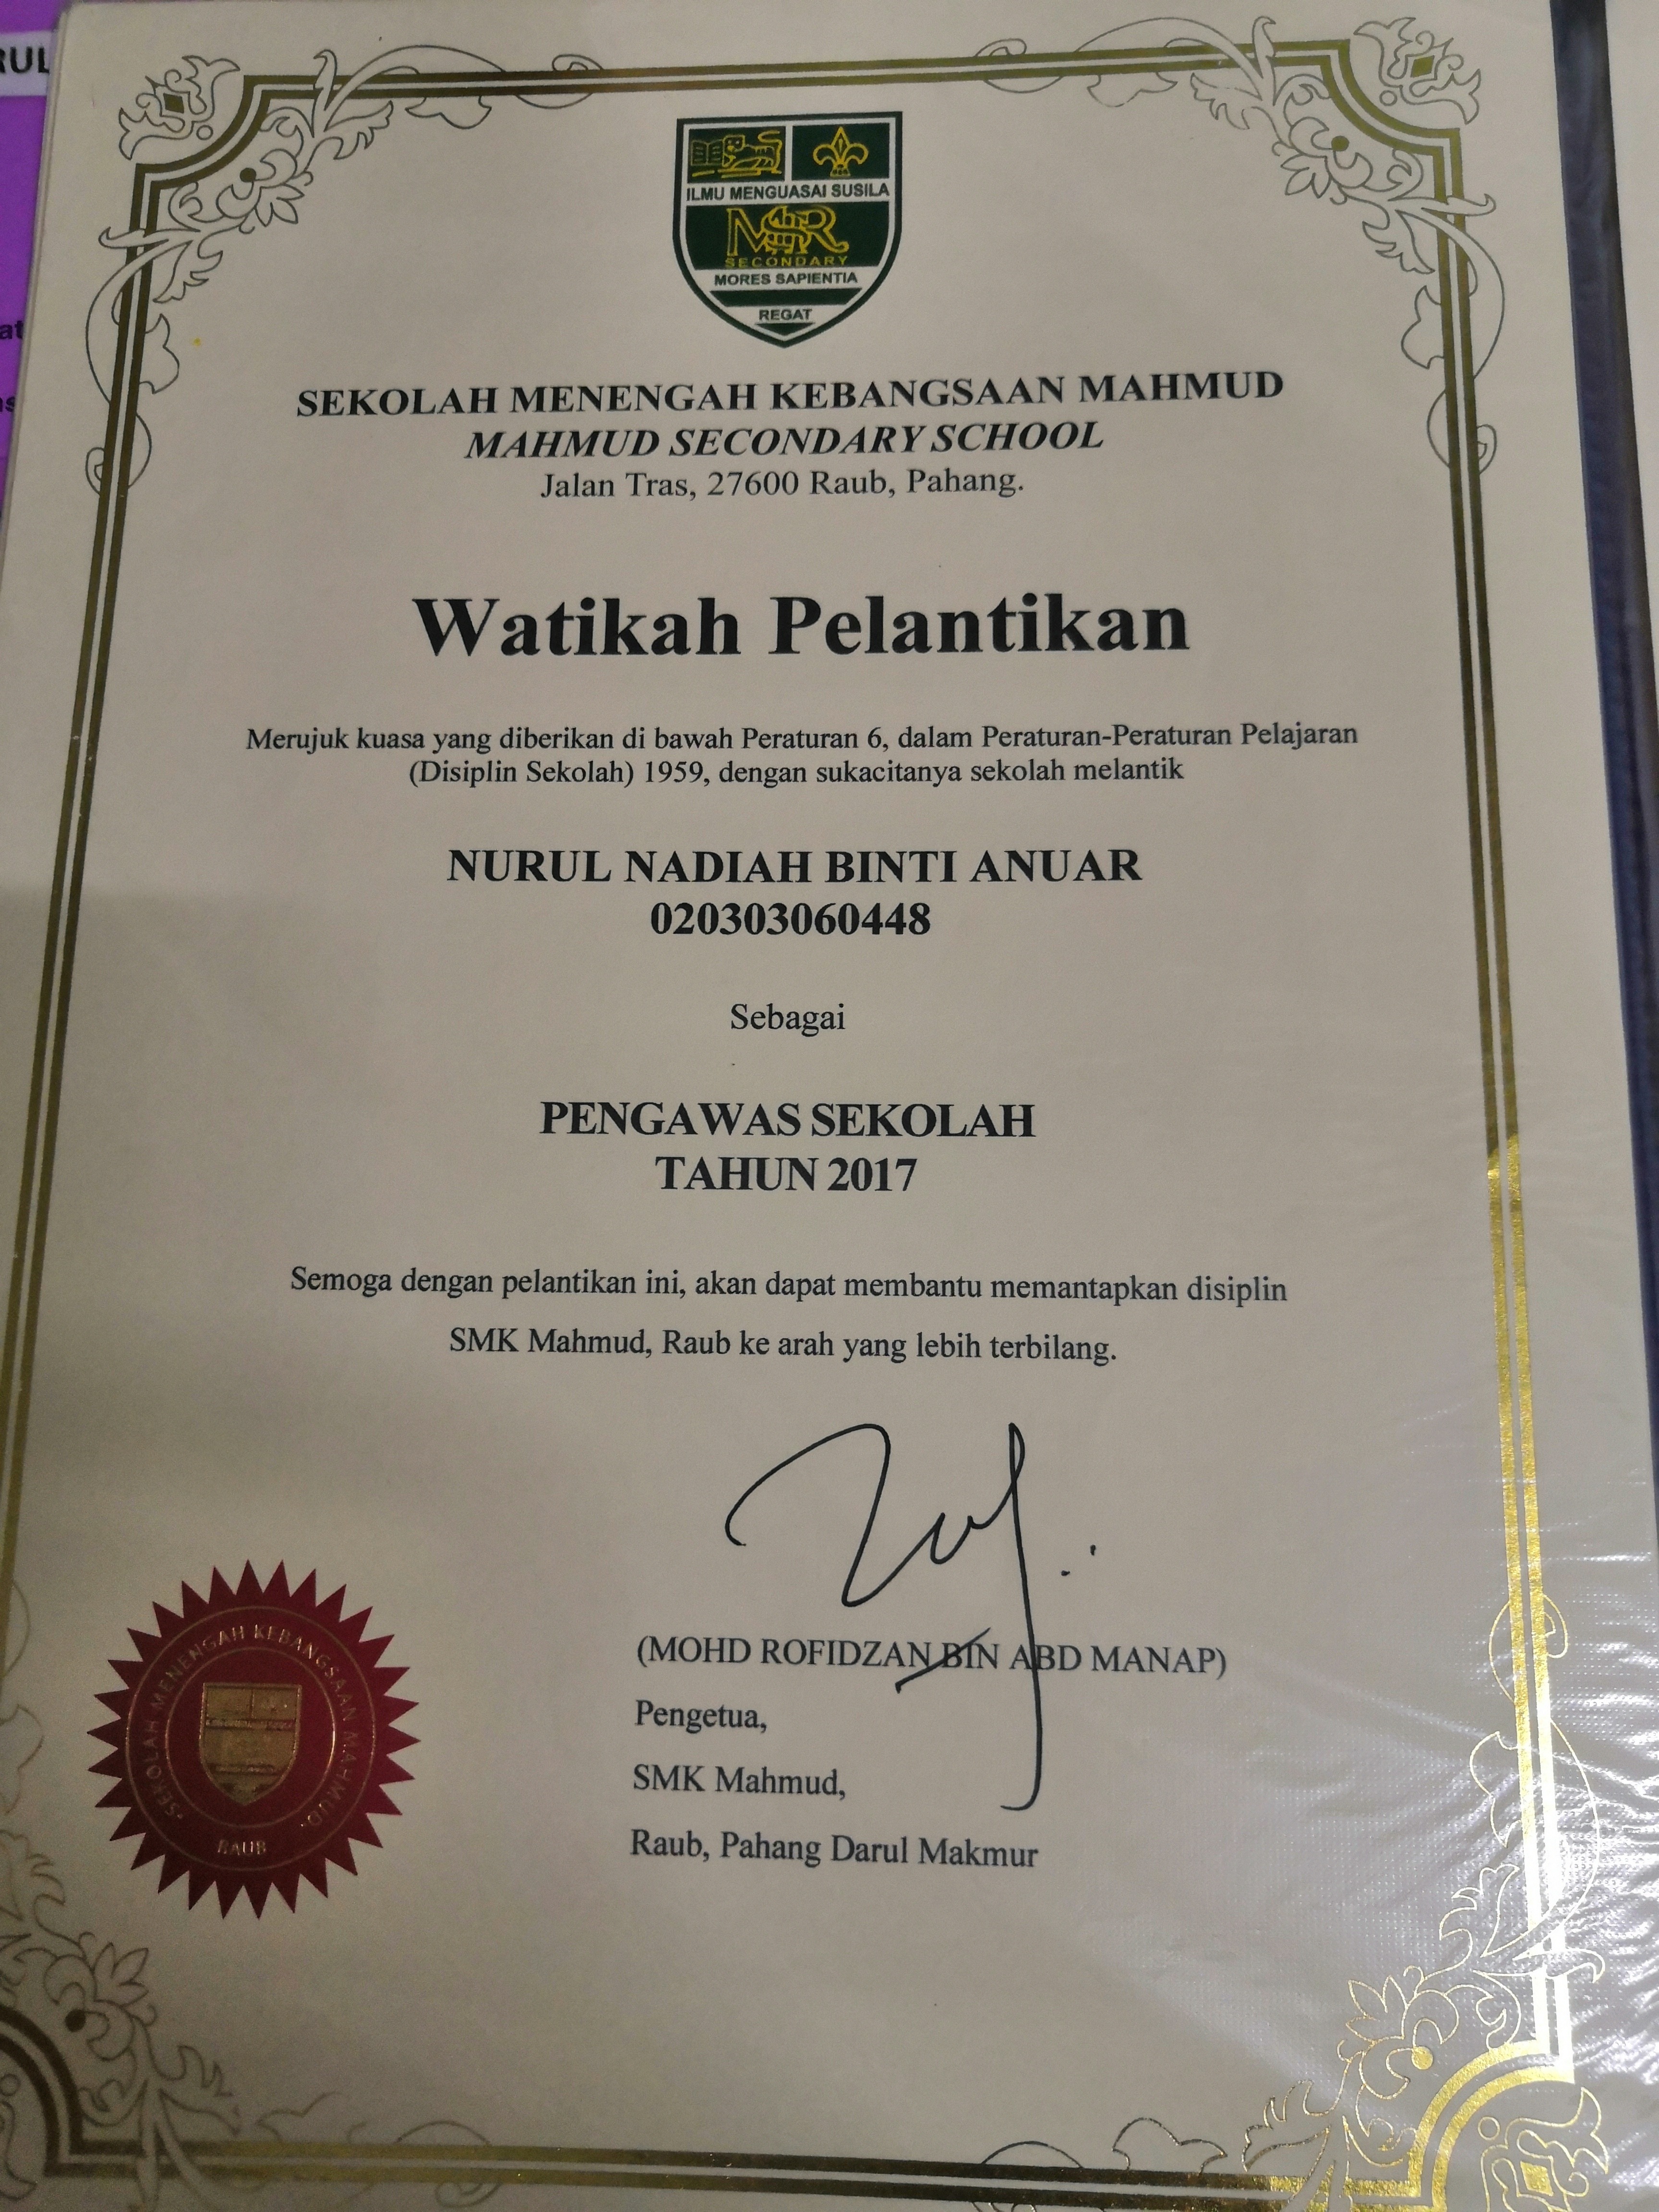 RUL
at
ILMU MENGUASAI SUSILA
MSR
SECONDARY
MORES SAPIENTIA
REGAT
SEKOLAH MENENGAH KEBANGSAAN MAHMUD
MAHMUD SECONDARY SCHOOL
Jalan Tras, 27600 Raub, Pahang.
Watikah Pelantikan
Merujuk kuasa yang diberikan di bawah Peraturan 6, dalam Peraturan-Peraturan Pelajaran
(Disiplin Sekolah) 1959, dengan sukacitanya sekolah melantik
NURUL NADIAH BINTI ANUAR
020303060448
Sebagai
PENGAWAS SEKOLAH
TAHUN 2017
Semoga dengan pelantikan ini, akan dapat membantu memantapkan disiplin
SMK Mahmud, Raub ke arah yang lebih terbilang.
(MOHD ROFIDZAN BIN ABD MANAP)
Pengetua,
SMK Mahmud,
Raub, Pahang Darul Makmur
SEKOLAH MENENGAH KEBANGSAAN MAHMUD
RAUB